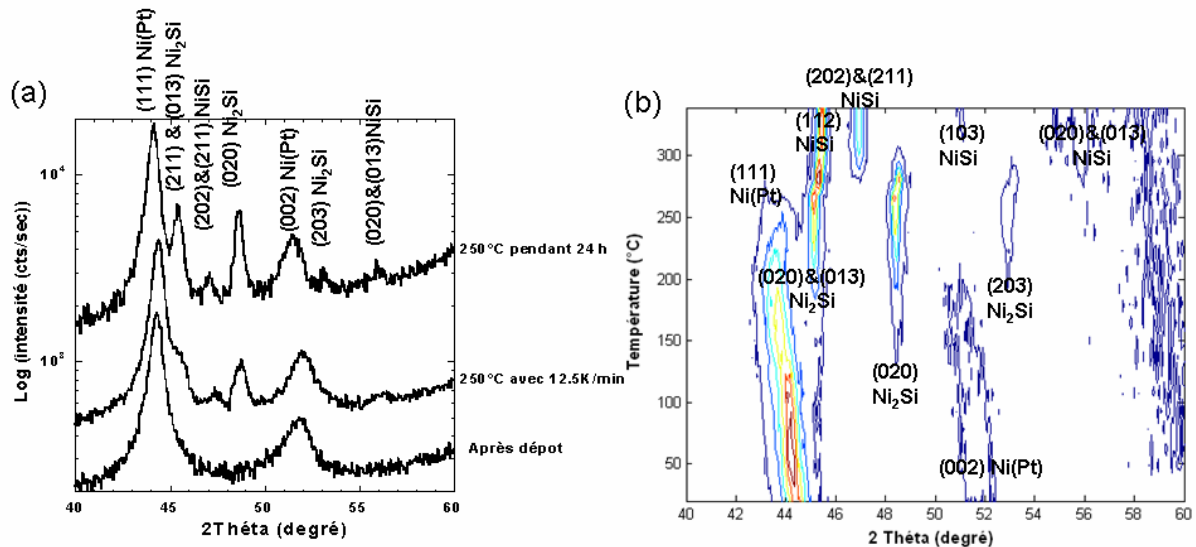 (a)
(111) Ni(Pt)
(211) & (013) Ni₂Si
(202)&(211) NiSi
(020) Ni₂Si
(002) Ni(Pt)
(203) Ni₂Si
(020)&(013)NiSi
Log (intensité (cts/sec))
10⁴
250°C pendant 24 h
250°C avec 12.5K/min
Après dépot
40 45 50 55 60
2Théta (degré)
(b)
(202)&(211)
NiSi
(112)
NiSi
(103)
NiSi
(020)&(013)
NiSi
(111)
Ni(Pt)
(020)&(013)
Ni₂Si
(203)
Ni₂Si
(020)
Ni₂Si
(002) Ni(Pt)
Température (°C)
300
250
200
150
100
50
40 42 44 46 48 50 52 54 56 58 60
2 Théta (degré)